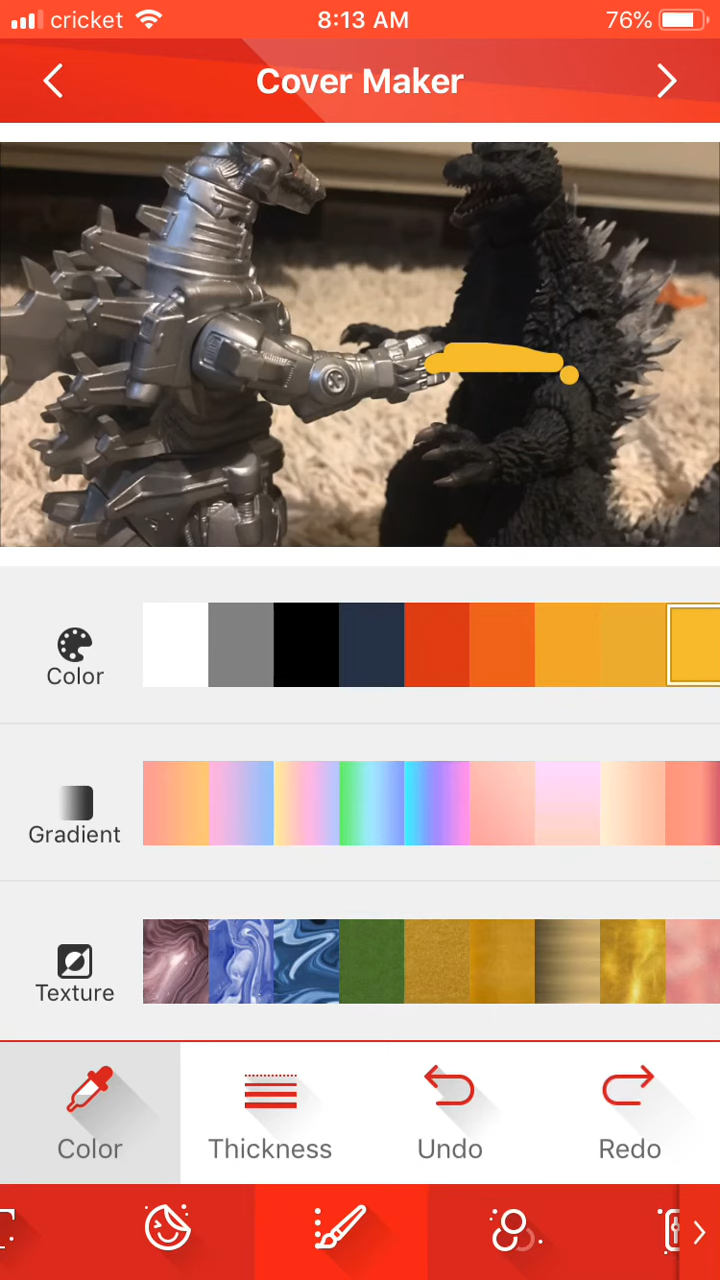 cricket 8:13 AM 76%
Cover Maker
Color
Gradient
Texture
Color Thickness Undo Redo